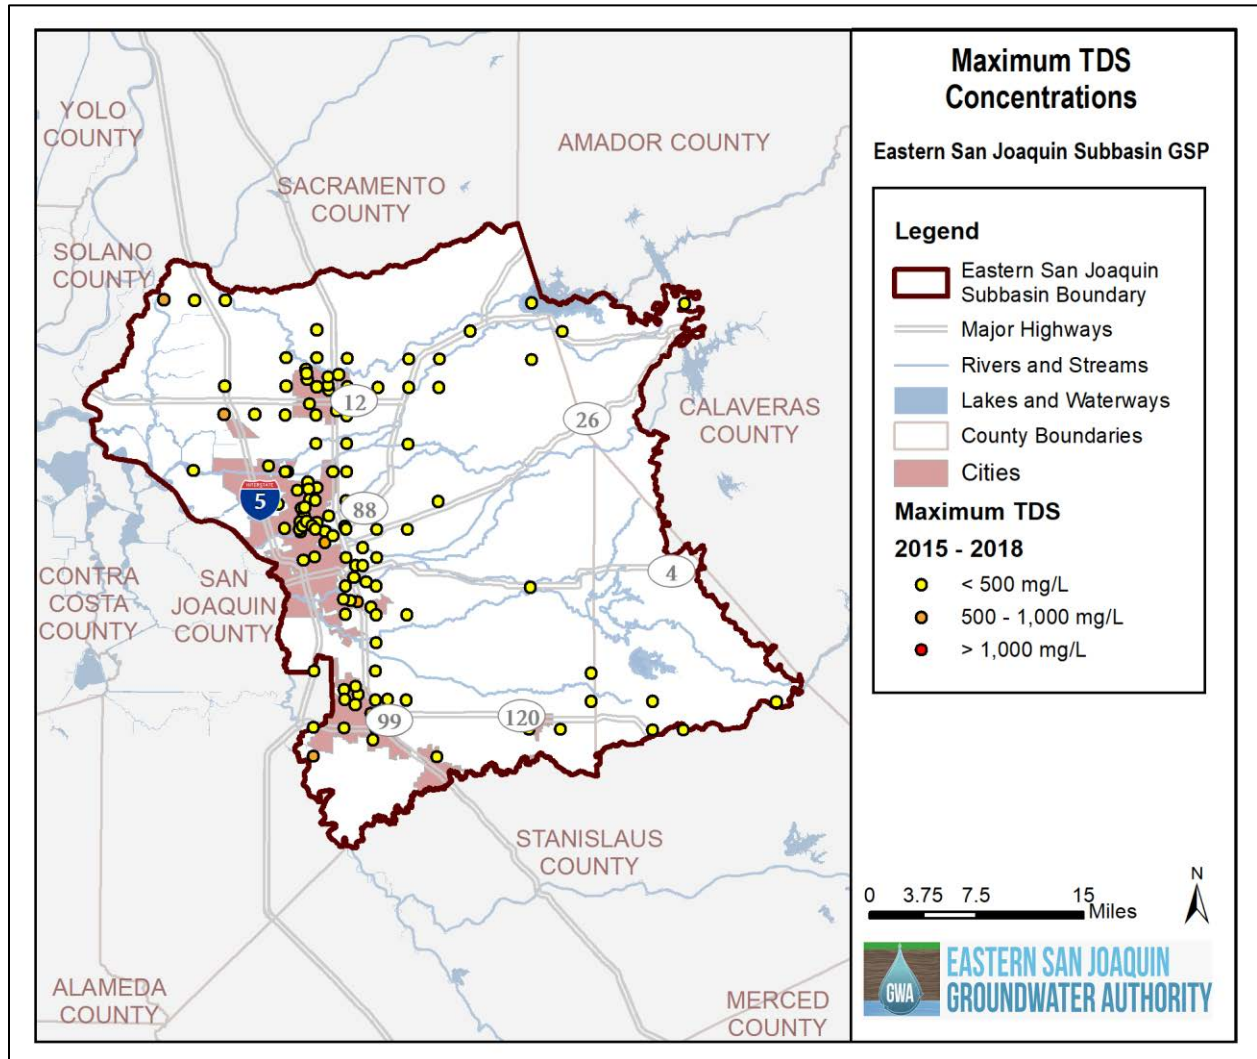 Maximum TDS
Concentrations
Eastern San Joaquin Subbasin GSP
Legend
Eastern San Joaquin
Subbasin Boundary
Major Highways
Rivers and Streams
Lakes and Waterways
County Boundaries
Cities
Maximum TDS
2015 - 2018
< 500 mg/L
500 - 1,000 mg/L
> 1,000 mg/L
N
0 3.75 7.5 15
Miles
GWA
EASTERN SAN JOAQUIN
GROUNDWATER AUTHORITY
YOLO
COUNTY
AMADOR COUNTY
SACRAMENTO
COUNTY
SOLANO
COUNTY
12
26
CALAVERAS
COUNTY
INTERSTATE
5
88
4
CONTRA
COSTA
COUNTY
SAN
JOAQUIN
COUNTY
99
120
STANISLAUS
COUNTY
ALAMEDA
COUNTY
MERCED
COUNTY